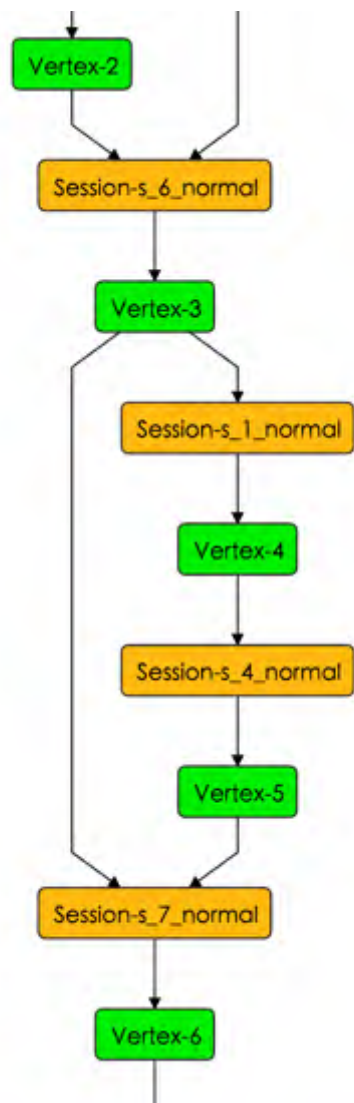 Vertex-2
Session-s_6_normal
Vertex-3
Session-s_1_normal
Vertex-4
Session-s_4_normal
Vertex-5
Session-s_7_normal
Vertex-6